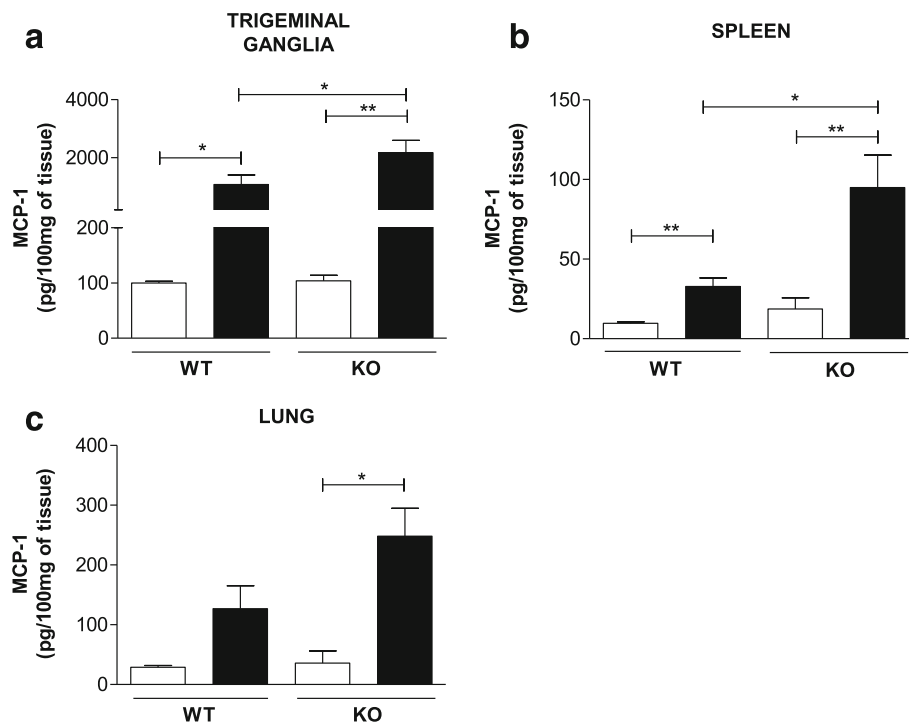 a
TRIGEMINAL
GANGLIA
MCP-1
(pg/100mg of tissue)
4000
2000
200
100
0
*
*
**
WT
KO
b
SPLEEN
MCP-1
(pg/100mg of tissue)
150
100
50
0
*
**
**
WT
KO
c
LUNG
MCP-1
(pg/100mg of tissue)
400
300
200
100
0
*
WT
KO